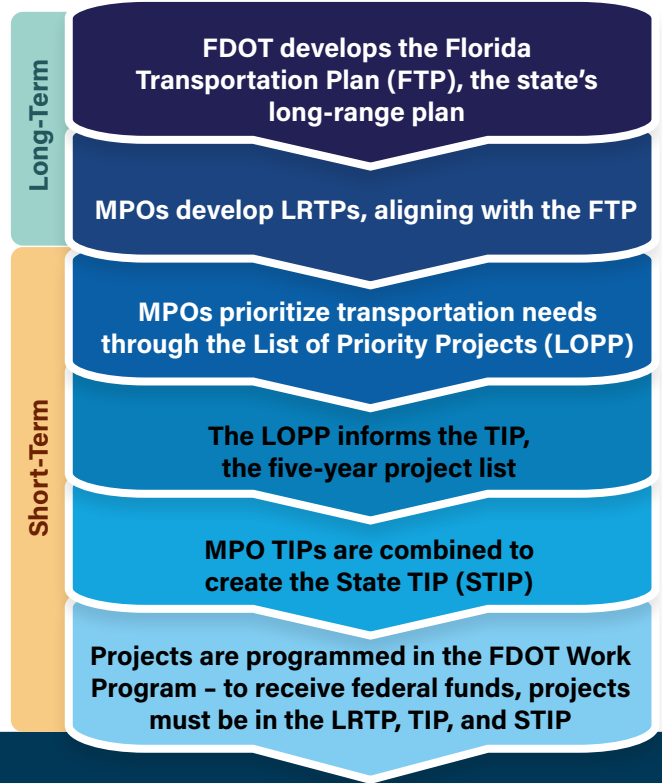 Long-Term
FDOT develops the Florida
Transportation Plan (FTP), the state’s
long-range plan
MPOs develop LRTPs, aligning with the FTP
Short-Term
MPOs prioritize transportation needs
through the List of Priority Projects (LOPP)
The LOPP informs the TIP,
the five-year project list
MPO TIPs are combined to
create the State TIP (STIP)
Projects are programmed in the FDOT Work
Program – to receive federal funds, projects
must be in the LRTP, TIP, and STIP